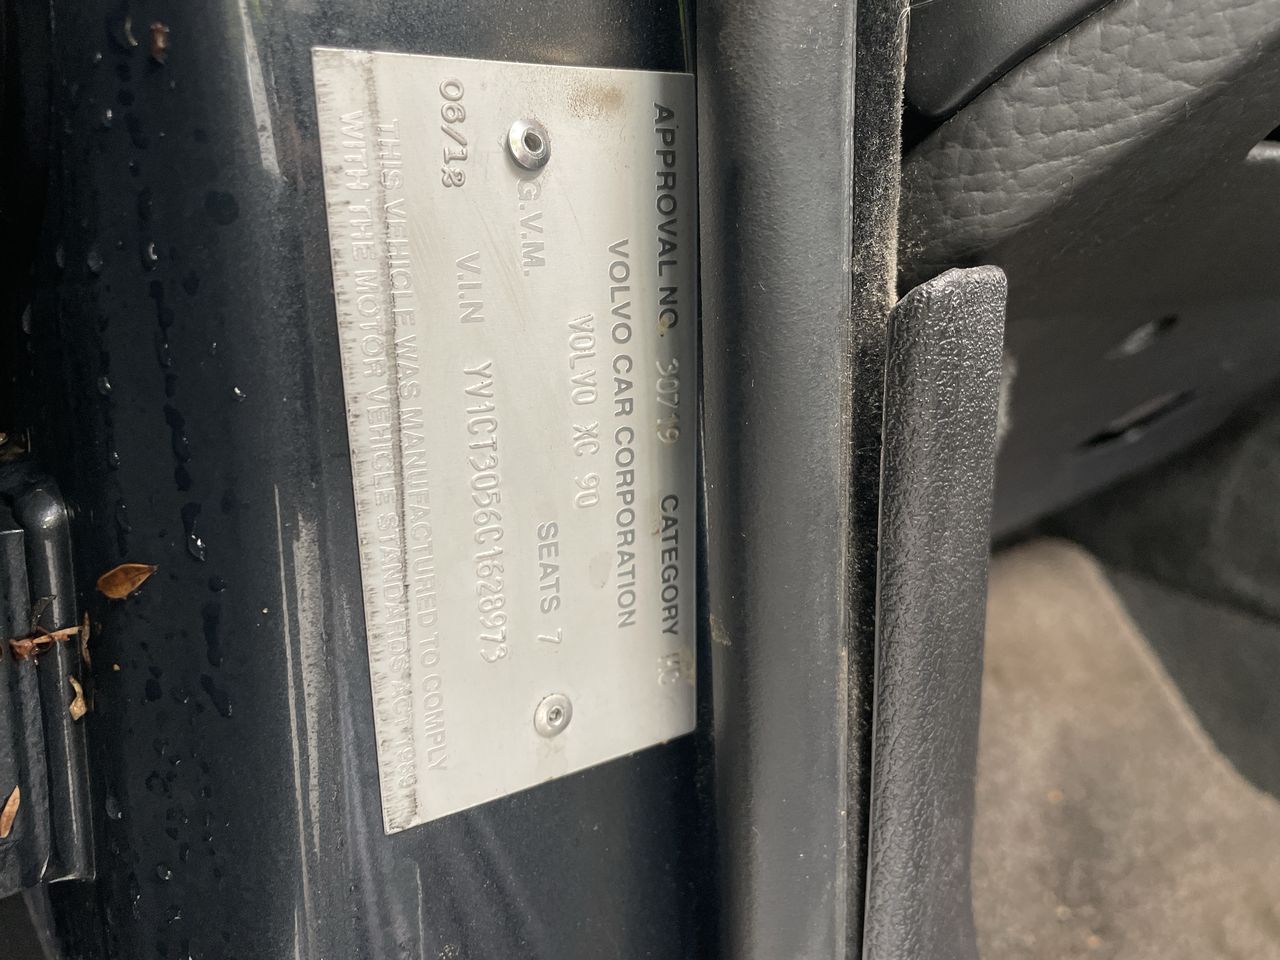 APPROVAL NO. 30719 CATEGORY MC
VOLVO CAR CORPORATION
VOLVO XC 90
G.V.M. SEATS 7
06/12 V.I.N YV1CT3056C1628973
THIS VEHICLE WAS MANUFACTURED TO COMPLY
WITH THE MOTOR VEHICLE STANDARDS ACT 1989